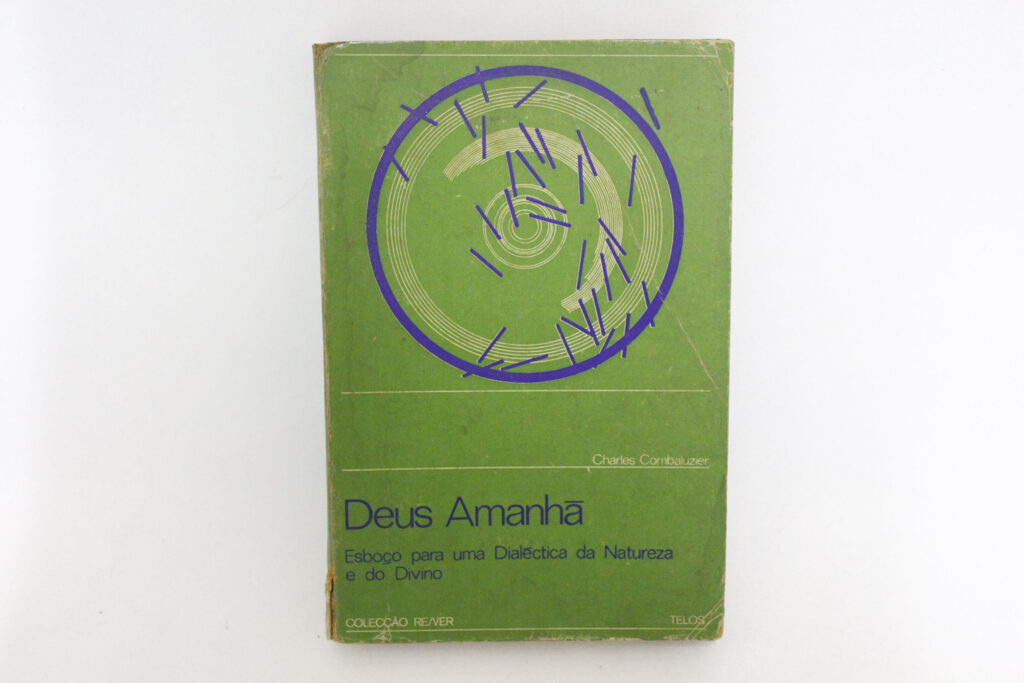 Charles Combaluzier
Deus Amanhã
Esboço para uma Dialéctica da Natureza
e do Divino
COLECÇÃO RE/VER
TELOS